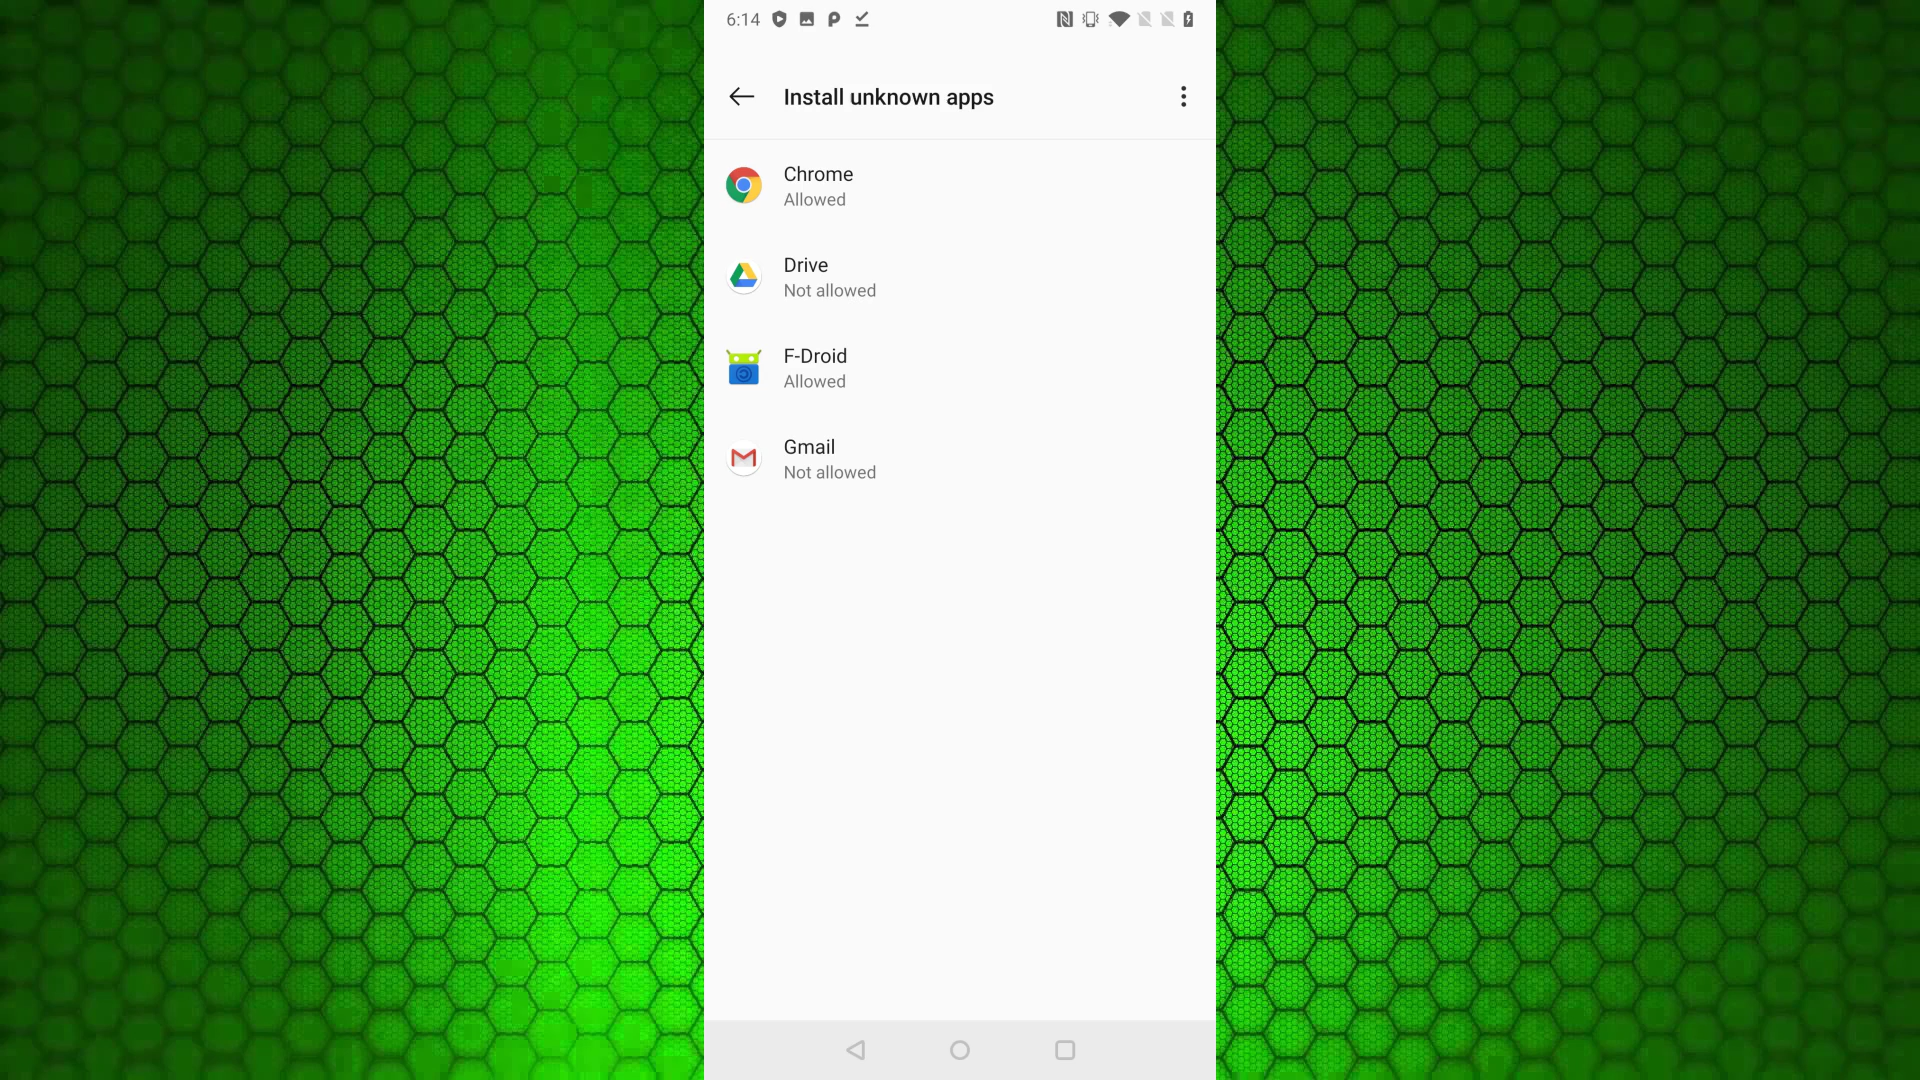 6:14
Install unknown apps
Chrome
Allowed
Drive
Not allowed
F-Droid
Allowed
Gmail
Not allowed